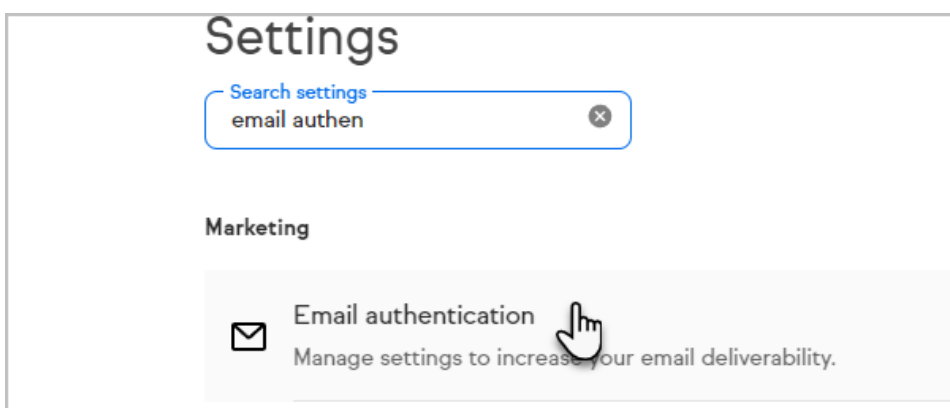 Settings
Search settings
email authen
Marketing
Email authentication
Manage settings to increase your email deliverability.